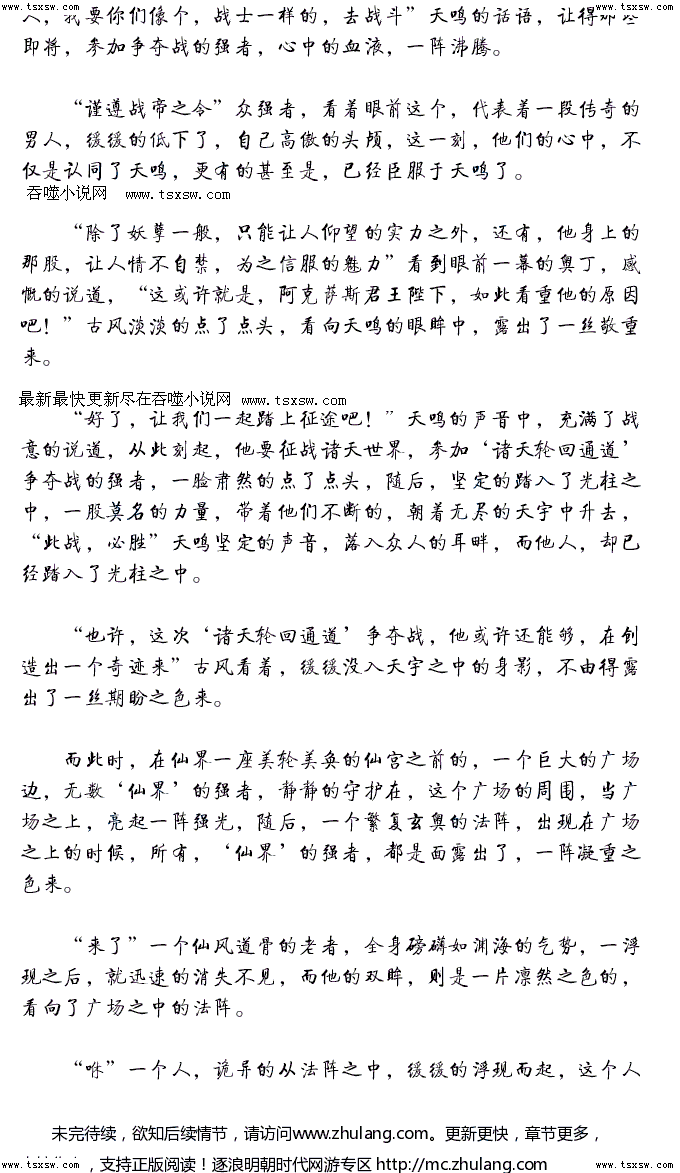 www.tsxsw.com www.tsxsw.com
人，我要你们像个，战士一样的，去战斗”天鸣的话语，让得那些
即将，参加争夺战的强者，心中的血液，一阵沸腾。
“谨遵战帝之令”众强者，看着眼前这个，代表着一段传奇的
男人，缓缓的低下了，自己高傲的头颅，这一刻，他们的心中，不
仅是认同了天鸣，更有的甚至是，已经臣服于天鸣了。
吞噬小说网 www.tsxsw.com
“除了妖孽一般，只能让人仰望的实力之外，还有，他身上的
那股，让人情不自禁，为之信服的魅力”看到眼前一幕的奥丁，感
慨的说道，“这或许就是，阿克萨斯君王陛下，如此看重他的原因
吧！”古风淡淡的点了点头，看向天鸣的眼眸中，露出了一丝敬重
来。
最新最快更新尽在吞噬小说网 www.tsxsw.com
“好了，让我们一起踏上征途吧！”天鸣的声音中，充满了战
意的说道，从此刻起，他要征战诸天世界，参加‘诸天轮回通道’
争夺战的强者，一脸肃然的点了点头，随后，坚定的踏入了光柱之
中，一股莫名的力量，带着他们不断的，朝着无尽的天宇中升去，
“此战，必胜”天鸣坚定的声音，落入众人的耳畔，而他人，却已
经踏入了光柱之中。
“也许，这次‘诸天轮回通道’争夺战，他或许还能够，在创
造出一个奇迹来”古风看着，缓缓没入天宇之中的身影，不由得露
出了一丝期盼之色来。
而此时，在仙界一座美轮美奂的仙宫之前的，一个巨大的广场
边，无数‘仙界’的强者，静静的守护在，这个广场的周围，当广
场之上，亮起一阵强光，随后，一个繁复玄奥的法阵，出现在广场
之上的时候，所有，‘仙界’的强者，都是面露出了，一阵凝重之
色来。
“来了”一个仙风道骨的老者，全身磅礴如渊海的气势，一浮
现之后，就迅速的消失不见，而他的双眸，则是一片凛然之色的，
看向了广场之中的法阵。
“咻”一个人，诡异的从法阵之中，缓缓的浮现而起，这个人
未完待续，欲知后续情节，请访问www.zhulang.com。更新更快，章节更多，
，支持正版阅读！逐浪明朝时代网游专区 http://mc.zhulang.com
www.tsxsw.com www.tsxsw.com